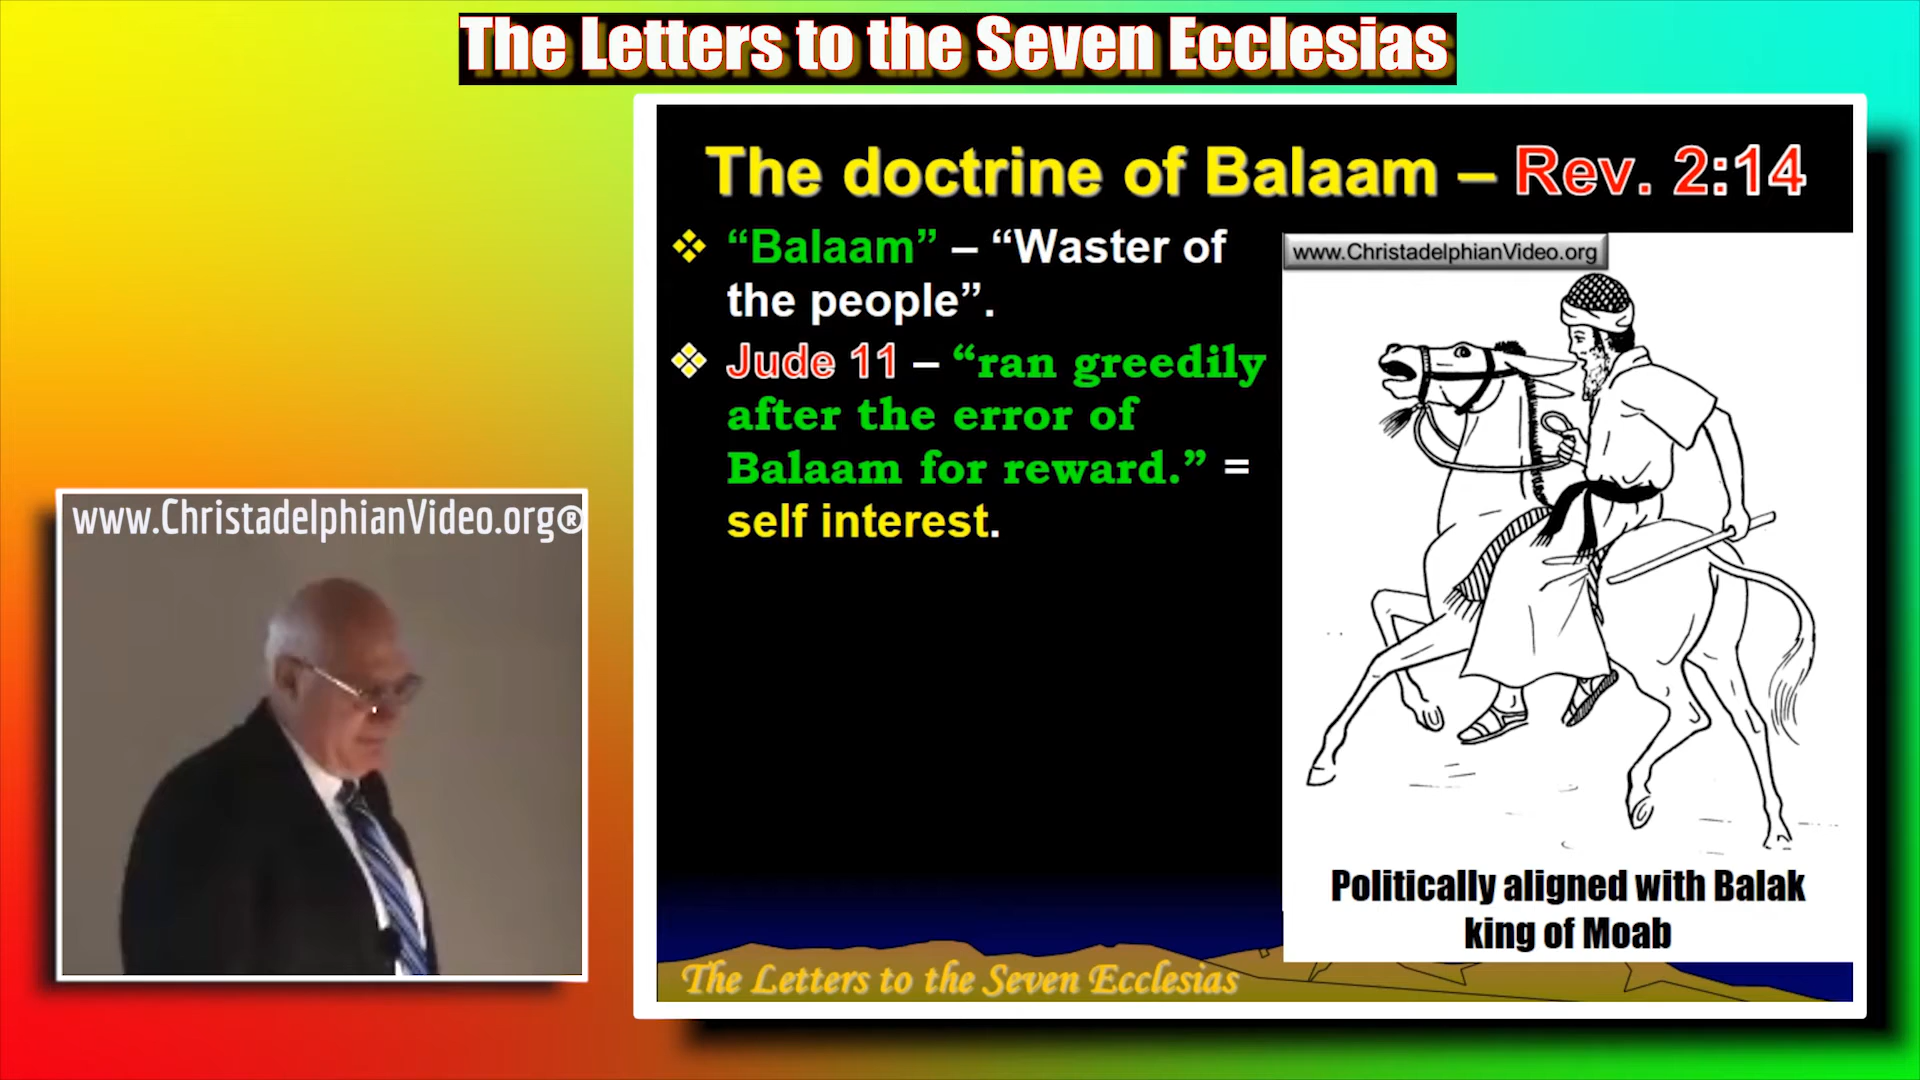 The Letters to the Seven Ecclesias
The doctrine of Balaam – Rev. 2:14
“Balaam” – “Waster of
the people”.
Jude 11 – “ran greedily
after the error of
Balaam for reward.” =
self interest.
www.ChristadelphianVideo.org
Politically aligned with Balak
king of Moab
The Letters to the Seven Ecclesias
www.ChristadelphianVideo.org®